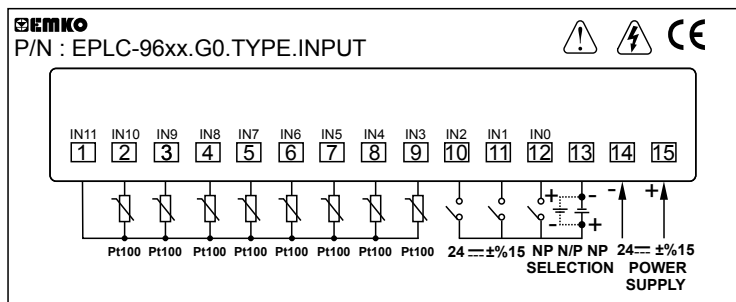 EMKO
P/N : EPLC-96xx.G0.TYPE.INPUT
CE
IN11 IN10 IN9 IN8 IN7 IN6 IN5 IN4 IN3 IN2 IN1 IN0
1 2 3 4 5 6 7 8 9 10 11 12 13 14 15
+ - - +
- +
Pt100 Pt100 Pt100 Pt100 Pt100 Pt100 Pt100 Pt100 24 ⎓ ±%15 NP N/P NP 24⎓ ±%15
SELECTION POWER
SUPPLY